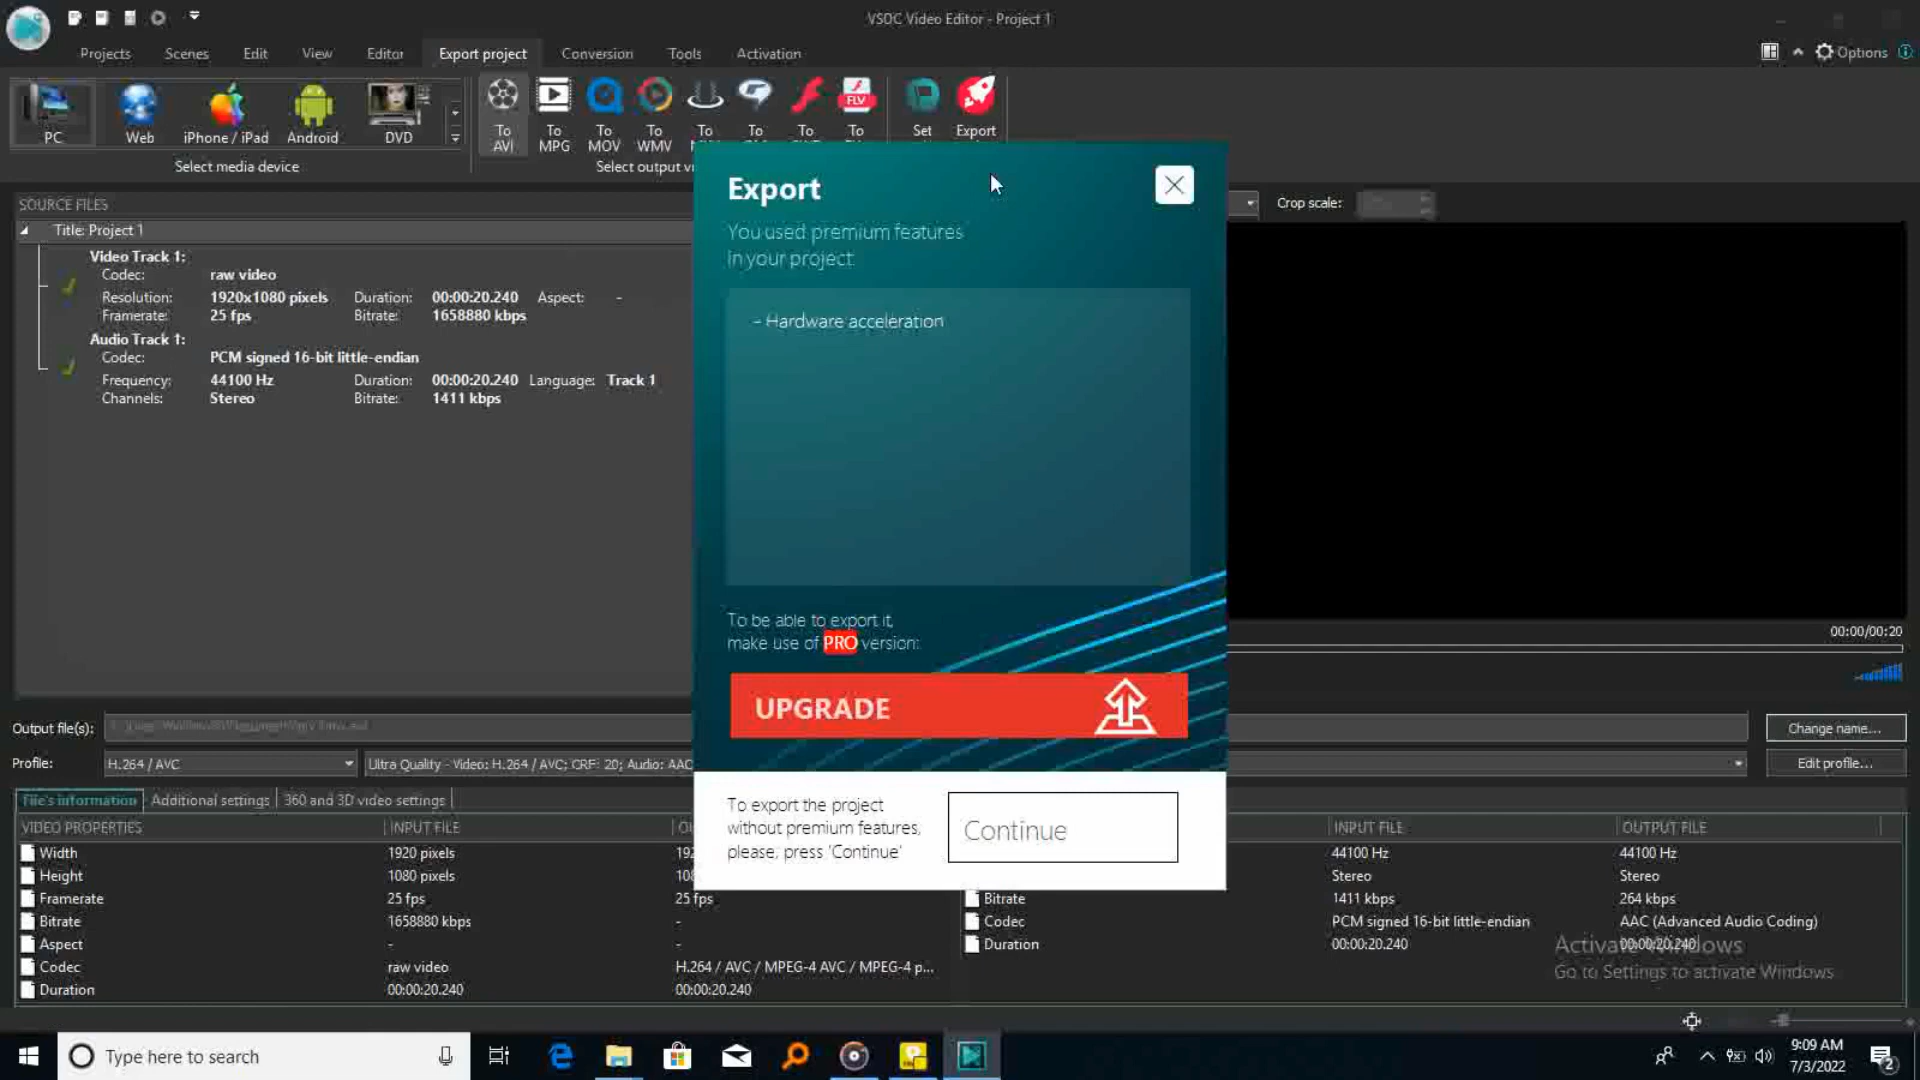 VSDC Video Editor - Project 1
Projects Scenes Edit View Editor Export project Conversion Tools Activation
Options
PC Web iPhone / iPad Android DVD
To AVI
To MPG
To MOV
To WMV
To
To
To
To
Set
Export
FLV
Select media device
Select output
SOURCE FILES
Crop scale:
Title: Project 1
Video Track 1:
Codec: raw video
Resolution: 1920x1080 pixels Duration: 00:00:20.240 Aspect: -
Framerate: 25 fps Bitrate: 1658880 kbps
Audio Track 1:
Codec: PCM signed 16-bit little-endian
Frequency: 44100 Hz Duration: 00:00:20.240 Language: Track 1
Channels: Stereo Bitrate: 1411 kbps
Export
You used premium features
in your project:
- Hardware acceleration
To be able to export it,
make use of PRO version:
UPGRADE
To export the project
without premium features,
please, press 'Continue'
Continue
00:00/00:20
Output file(s):
Change name...
Profile: H.264 / AVC Ultra Quality - Video: H.264 / AVC; CRF: 20; Audio: AAC
Edit profile...
File's information Additional settings 360 and 3D video settings
VIDEO PROPERTIES INPUT FILE INPUT FILE OUTPUT FILE
Width 1920 pixels 44100 Hz 44100 Hz
Height 1080 pixels Stereo Stereo
Framerate 25 fps 25 fps Bitrate 1411 kbps 264 kbps
Bitrate 1658880 kbps - Codec PCM signed 16-bit little-endian AAC (Advanced Audio Coding)
Aspect - - Duration 00:00:20.240 00:00:20.240
Codec raw video H.264 / AVC / MPEG-4 AVC / MPEG-4 p...
Duration 00:00:20.240 00:00:20.240
Activate Windows
Go to Settings to activate Windows
Type here to search
9:09 AM
7/3/2022
2